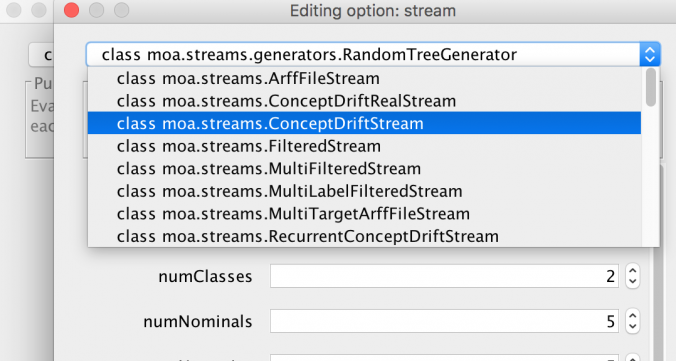 Editing option: stream
c
class moa.streams.generators.RandomTreeGenerator
Pu
class moa.streams.ArffFileStream
Eva
class moa.streams.ConceptDriftRealStream
eac
class moa.streams.ConceptDriftStream
class moa.streams.FilteredStream
class moa.streams.MultiFilteredStream
class moa.streams.MultiLabelFilteredStream
class moa.streams.MultiTargetArffFileStream
class moa.streams.RecurrentConceptDriftStream
numClasses 2
numNominals 5